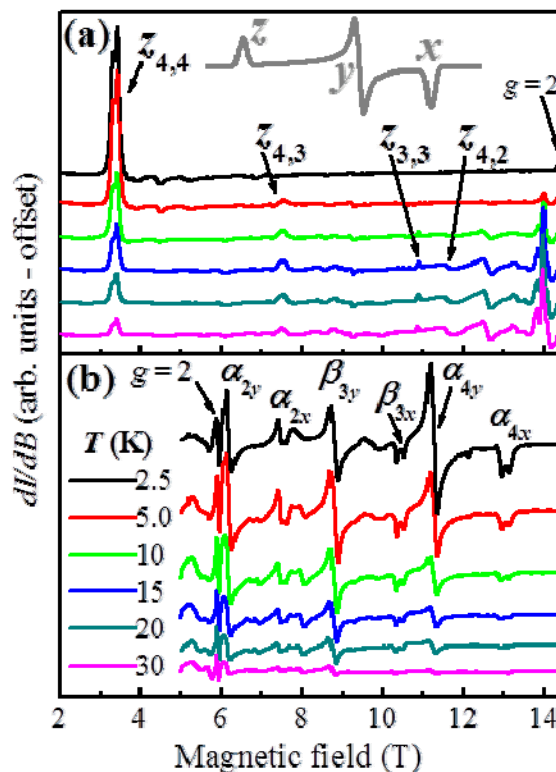 (a)
z
y
x
z4,4
g = 2
z4,3
z3,3
z4,2
(b)
g = 2
α2y
α2x
β3y
β3x
α4y
α4x
T (K)
2.5
5.0
10
15
20
30
dI/dB (arb. units - offset)
2 4 6 8 10 12 14
Magnetic field (T)